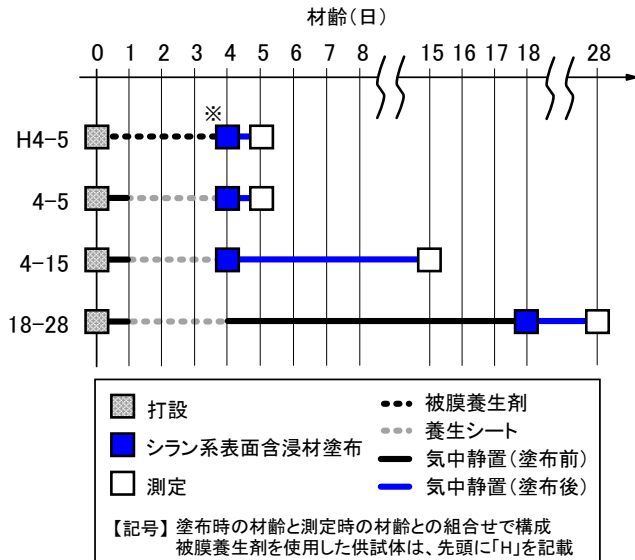 材齢(日)
0 1 2 3 4 5 6 7 8 15 16 17 18 28
※
H4-5
4-5
4-15
18-28
打設
シラン系表面含浸材塗布
測定
被膜養生剤
養生シート
気中静置(塗布前)
気中静置(塗布後)
【記号】 塗布時の材齢と測定時の材齢との組合せで構成
被膜養生剤を使用した供試体は、先頭に「H」を記載